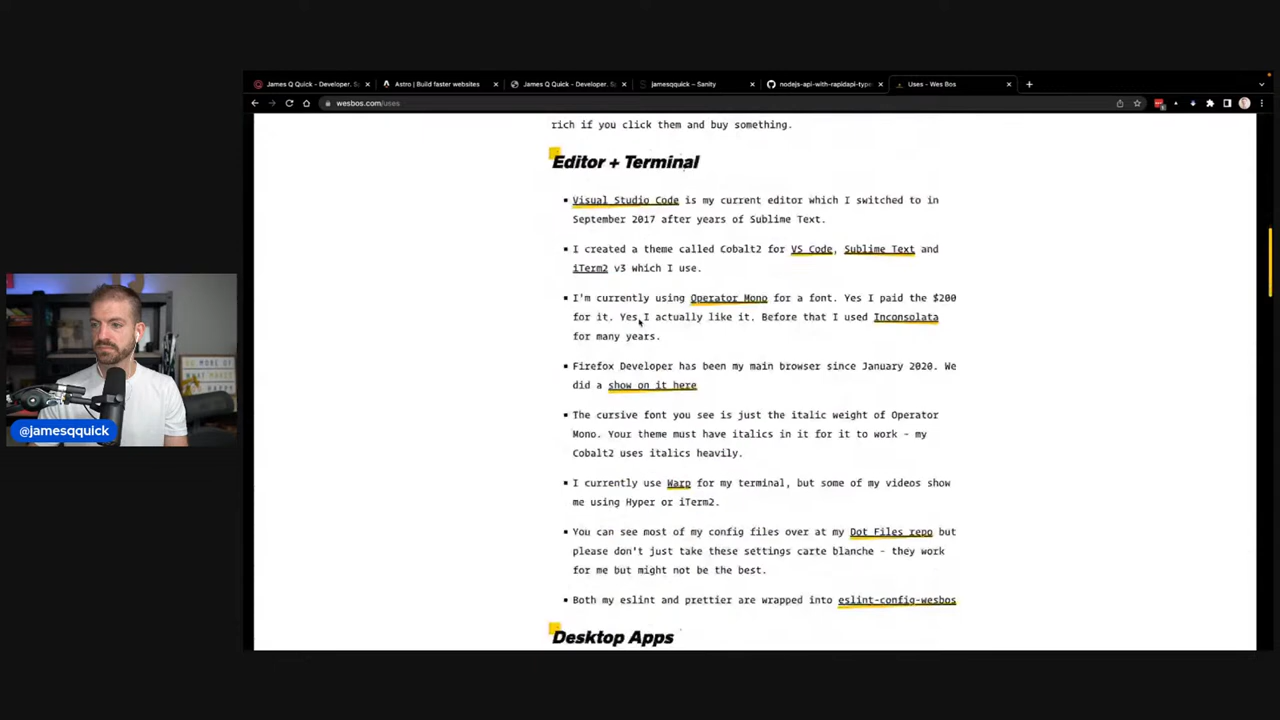 James Q Quick - Developer. S
Astro | Build faster websites
James Q Quick - Developer. S
jamesqquick – Sanity
nodejs-api-with-rapidapi-type
Uses - Wes Bos
wesbos.com/uses
rich if you click them and buy something.
Editor + Terminal
▪ Visual Studio Code is my current editor which I switched to in
September 2017 after years of Sublime Text.
▪ I created a theme called Cobalt2 for VS Code, Sublime Text and
iTerm2 v3 which I use.
▪ I'm currently using Operator Mono for a font. Yes I paid the $200
for it. Yes I actually like it. Before that I used Inconsolata
for many years.
▪ Firefox Developer has been my main browser since January 2020. We
did a show on it here
▪ The cursive font you see is just the italic weight of Operator
Mono. Your theme must have italics in it for it to work - my
Cobalt2 uses italics heavily.
▪ I currently use Warp for my terminal, but some of my videos show
me using Hyper or iTerm2.
▪ You can see most of my config files over at my Dot Files repo but
please don't just take these settings carte blanche - they work
for me but might not be the best.
▪ Both my eslint and prettier are wrapped into eslint-config-wesbos
Desktop Apps
@jamesqquick